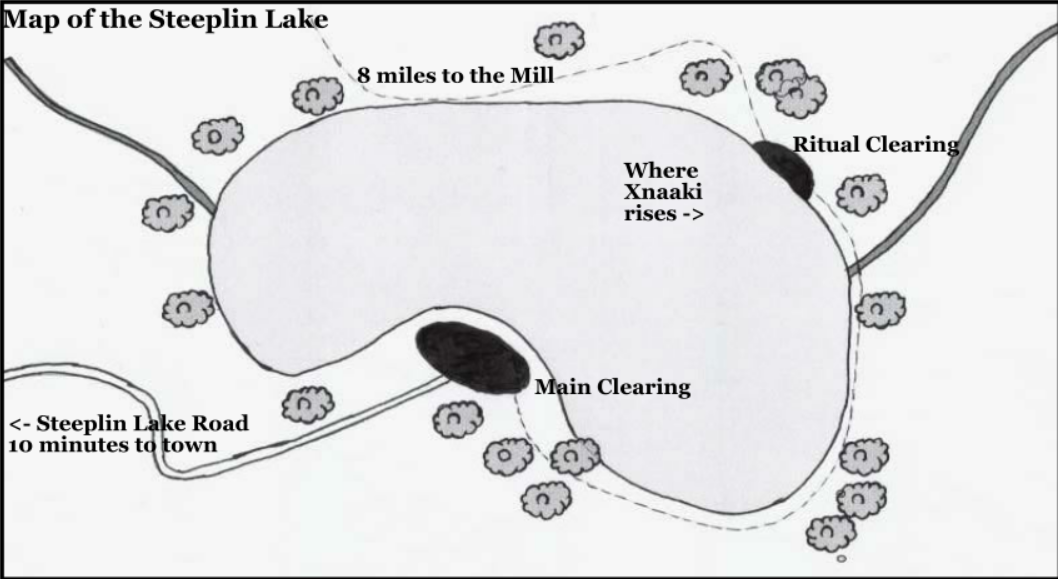 Map of the Steeplin Lake
8 miles to the Mill
Ritual Clearing
Where
Xnaaki
rises ->
Main Clearing
<- Steeplin Lake Road
10 minutes to town